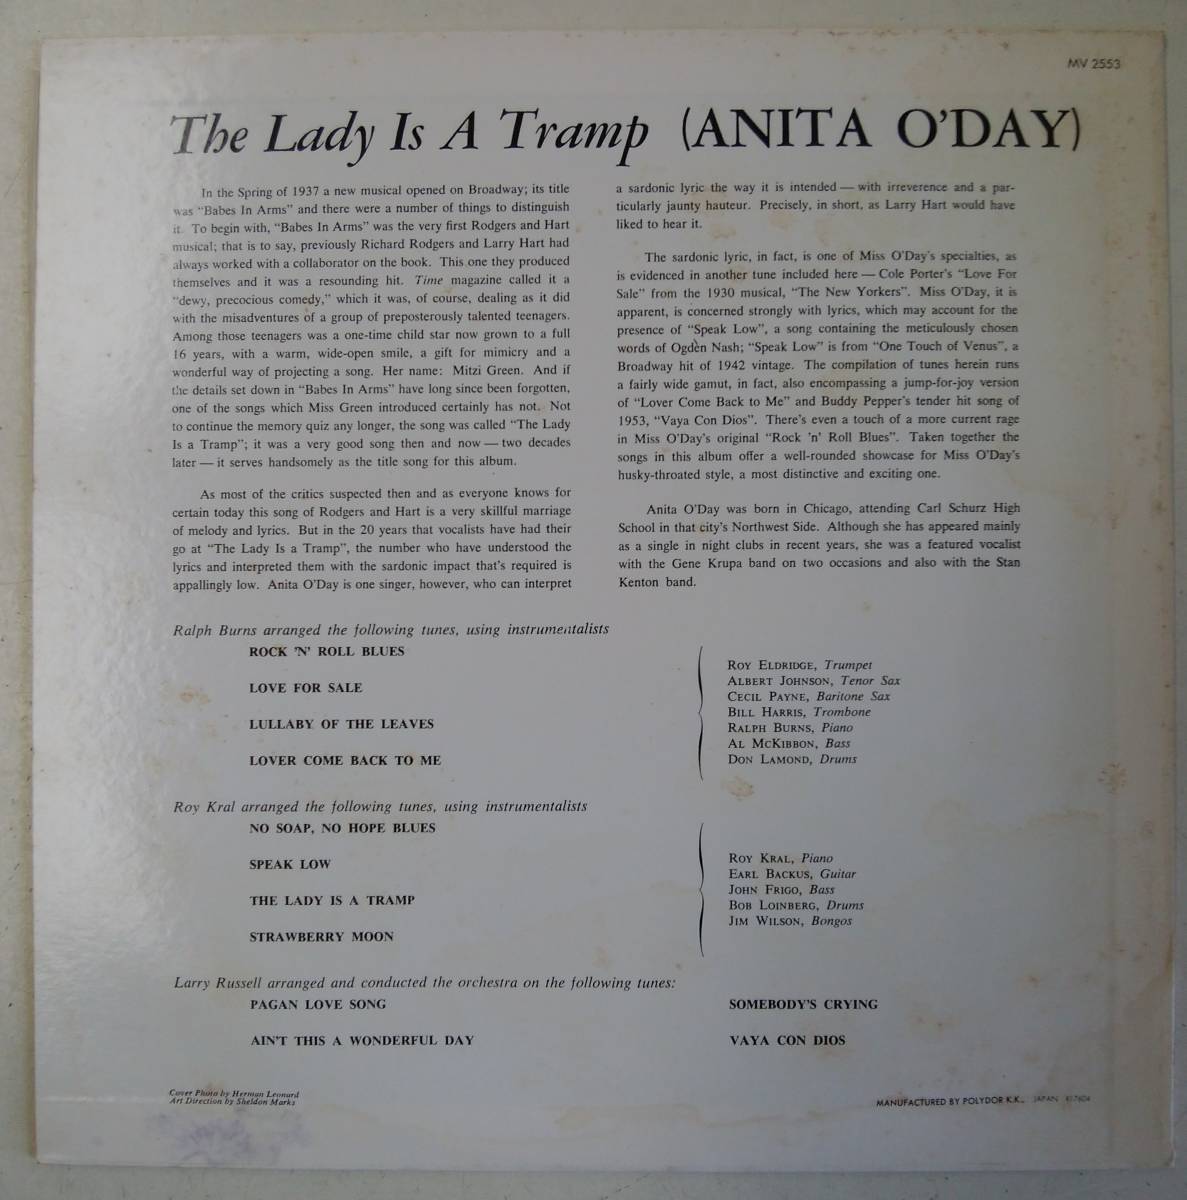 MV 2553
The Lady Is A Tramp (ANITA O'DAY)
In the Spring of 1937 a new musical opened on Broadway; its title
was "Babes In Arms" and there were a number of things to distinguish
it. To begin with, "Babes In Arms" was the very first Rodgers and Hart
musical; that is to say, previously Richard Rodgers and Larry Hart had
always worked with a collaborator on the book. This one they produced
themselves and it was a resounding hit. Time magazine called it a
"dewy, precocious comedy," which it was, of course, dealing as it did
with the misadventures of a group of preposterously talented teenagers.
Among those teenagers was a one-time child star now grown to a full
16 years, with a warm, wide-open smile, a gift for mimicry and a
wonderful way of projecting a song. Her name: Mitzi Green. And if
the details set down in "Babes In Arms" have long since been forgotten,
one of the songs which Miss Green introduced certainly has not. Not
to continue the memory quiz any longer, the song was called "The Lady
Is a Tramp"; it was a very good song then and now — two decades
later — it serves handsomely as the title song for this album.
As most of the critics suspected then and as everyone knows for
certain today this song of Rodgers and Hart is a very skillful marriage
of melody and lyrics. But in the 20 years that vocalists have had their
go at "The Lady Is a Tramp", the number who have understood the
lyrics and interpreted them with the sardonic impact that's required is
appallingly low. Anita O'Day is one singer, however, who can interpret
a sardonic lyric the way it is intended — with irreverence and a par-
ticularly jaunty hauteur. Precisely, in short, as Larry Hart would have
liked to hear it.
The sardonic lyric, in fact, is one of Miss O'Day's specialties, as
is evidenced in another tune included here — Cole Porter's "Love For
Sale" from the 1930 musical, "The New Yorkers". Miss O'Day, it is
apparent, is concerned strongly with lyrics, which may account for the
presence of "Speak Low", a song containing the meticulously chosen
words of Ogden Nash; "Speak Low" is from "One Touch of Venus", a
Broadway hit of 1942 vintage. The compilation of tunes herein runs
a fairly wide gamut, in fact, also encompassing a jump-for-joy version
of "Lover Come Back to Me" and Buddy Pepper's tender hit song of
1953, "Vaya Con Dios". There's even a touch of a more current rage
in Miss O'Day's original "Rock 'n' Roll Blues". Taken together the
songs in this album offer a well-rounded showcase for Miss O'Day's
husky-throated style, a most distinctive and exciting one.
Anita O'Day was born in Chicago, attending Carl Schurz High
School in that city's Northwest Side. Although she has appeared mainly
as a single in night clubs in recent years, she was a featured vocalist
with the Gene Krupa band on two occasions and also with the Stan
Kenton band.
Ralph Burns arranged the following tunes, using instrumentalists
ROCK 'N' ROLL BLUES
LOVE FOR SALE
LULLABY OF THE LEAVES
LOVER COME BACK TO ME
ROY ELDRIDGE, Trumpet
ALBERT JOHNSON, Tenor Sax
CECIL PAYNE, Baritone Sax
BILL HARRIS, Trombone
RALPH BURNS, Piano
AL MCKIBBON, Bass
DON LAMOND, Drums
Roy Kral arranged the following tunes, using instrumentalists
NO SOAP, NO HOPE BLUES
SPEAK LOW
THE LADY IS A TRAMP
STRAWBERRY MOON
ROY KRAL, Piano
EARL BACKUS, Guitar
JOHN FRIGO, Bass
BOB LOINBERG, Drums
JIM WILSON, Bongos
Larry Russell arranged and conducted the orchestra on the following tunes:
PAGAN LOVE SONG
SOMEBODY'S CRYING
AIN'T THIS A WONDERFUL DAY
VAYA CON DIOS
Cover Photo by Herman Leonard
Art Direction by Sheldon Marks
MANUFACTURED BY POLYDOR K.K., JAPAN